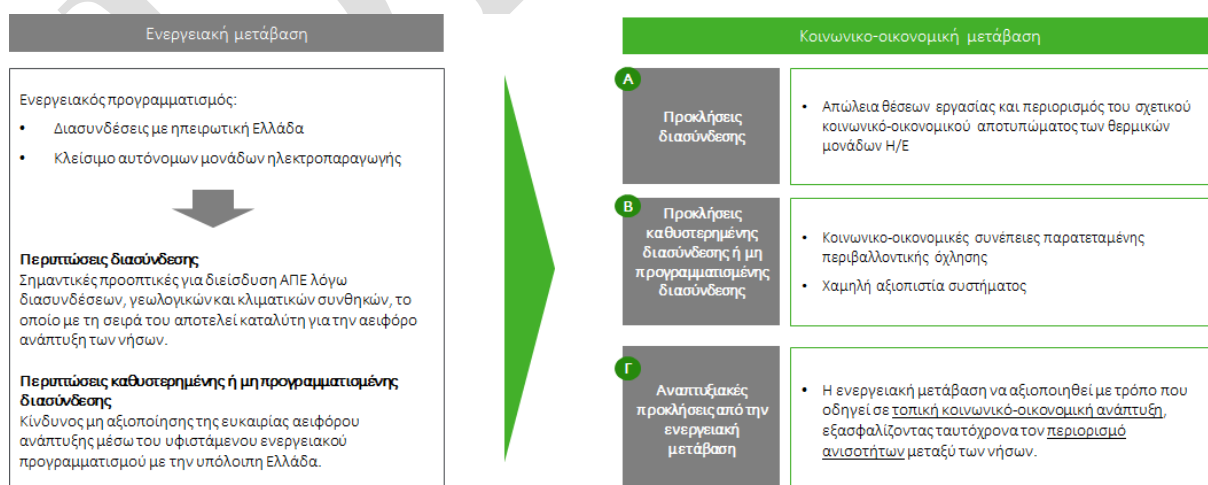 Ενεργειακή μετάβαση
Ενεργειακός προγραμματισμός:
• Διασυνδέσεις με ηπειρωτική Ελλάδα
• Κλείσιμο αυτόνομων μονάδων ηλεκτροπαραγωγής
Περιπτώσεις διασύνδεσης
Σημαντικές προοπτικές για διείσδυση ΑΠΕ λόγω
διασυνδέσεων, γεωλογικών και κλιματικών συνθηκών, το
οποίο με τη σειρά του αποτελεί καταλύτη για την αειφόρο
ανάπτυξη των νήσων.
Περιπτώσεις καθυστερημένης ή μη προγραμματισμένης
διασύνδεσης
Κίνδυνος μη αξιοποίησης της ευκαιρίας αειφόρου
ανάπτυξης μέσω του υφιστάμενου ενεργειακού
προγραμματισμού με την υπόλοιπη Ελλάδα.
Κοινωνικο-οικονομική μετάβαση
Α
Προκλήσεις
διασύνδεσης
• Απώλεια θέσεων εργασίας και περιορισμός του σχετικού
κοινωνικό-οικονομικού αποτυπώματος των θερμικών
μονάδων Η/Ε
Β
Προκλήσεις
καθυστερημένης
διασύνδεσης ή μη
προγραμματισμένης
διασύνδεσης
• Κοινωνικο-οικονομικές συνέπειες παρατεταμένης
περιβαλλοντικής όχλησης
• Χαμηλή αξιοπιστία συστήματος
Γ
Αναπτυξιακές
προκλήσεις από την
ενεργειακή
μετάβαση
• Η ενεργειακή μετάβαση να αξιοποιηθεί με τρόπο που
οδηγεί σε τοπική κοινωνικό-οικονομική ανάπτυξη,
εξασφαλίζοντας ταυτόχρονα τον περιορισμό
ανισοτήτων μεταξύ των νήσων.